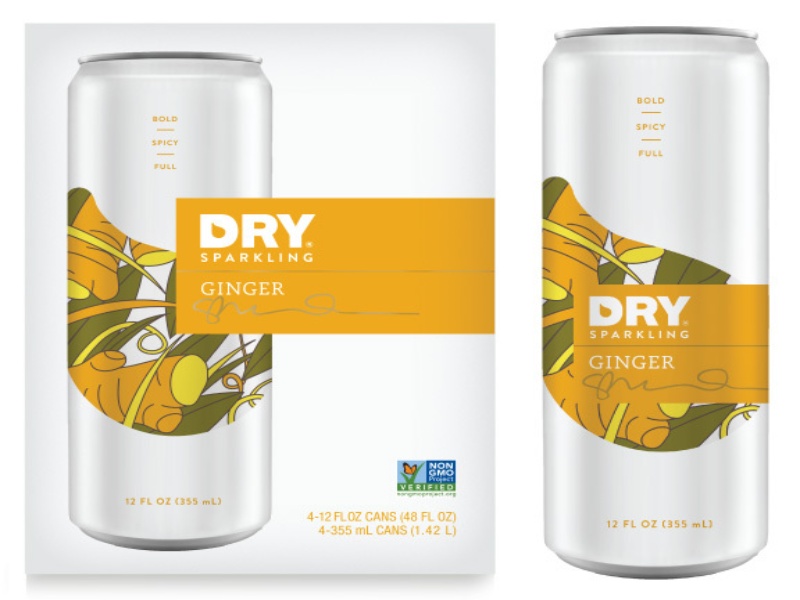 BOLD
SPICY
FULL
DRY®
SPARKLING
GINGER
12 FL OZ (355 mL)
NON
GMO
Project
VERIFIED
nongmoproject.org
4-12 FL OZ CANS (48 FL OZ)
4-355 mL CANS (1.42 L)
BOLD
SPICY
FULL
DRY®
SPARKLING
GINGER
12 FL OZ (355 mL)